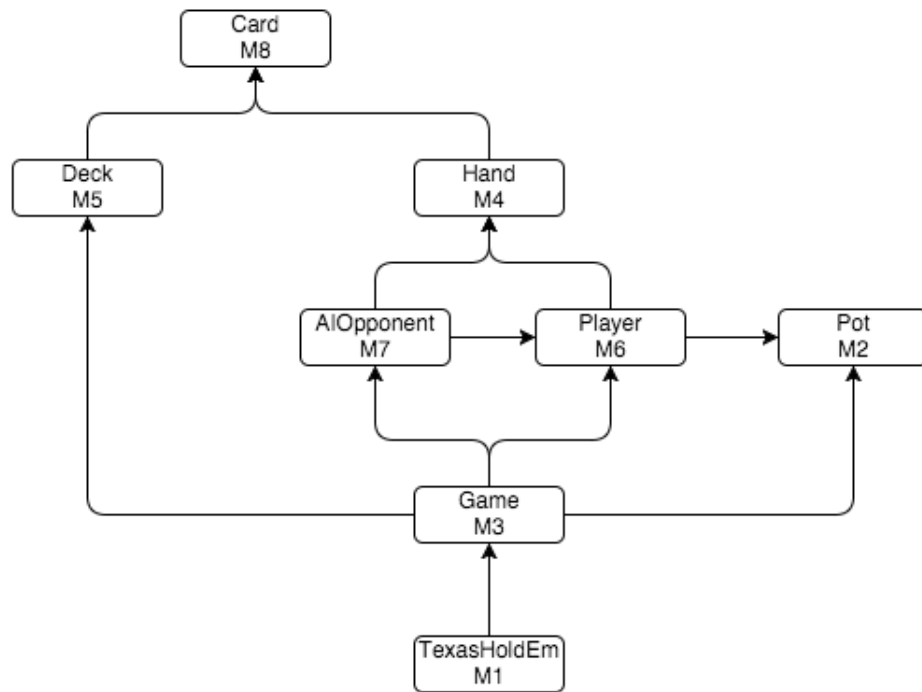 Card
M8
Deck
M5
Hand
M4
AIOpponent
M7
Player
M6
Pot
M2
Game
M3
TexasHoldEm
M1